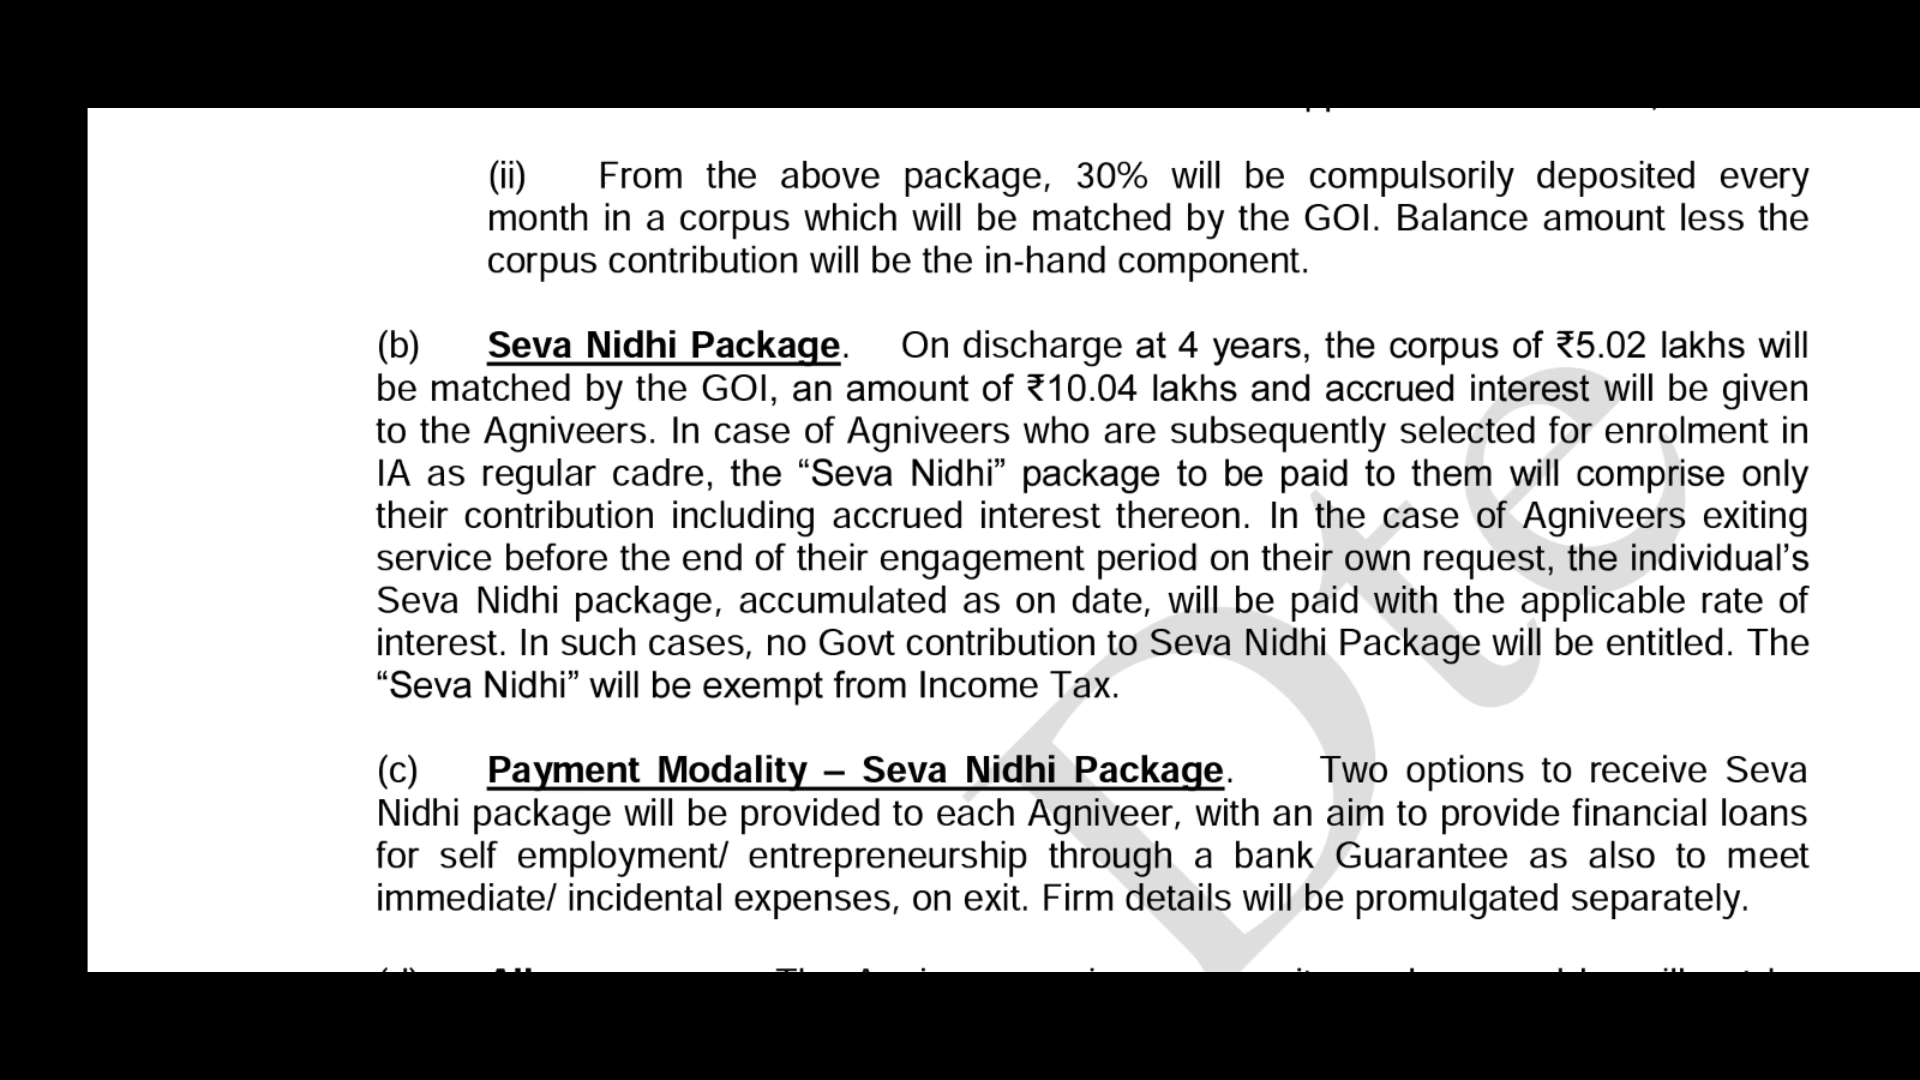 (ii) From the above package, 30% will be compulsorily deposited every
month in a corpus which will be matched by the GOI. Balance amount less the
corpus contribution will be the in-hand component.
(b) Seva Nidhi Package. On discharge at 4 years, the corpus of ₹5.02 lakhs will
be matched by the GOI, an amount of ₹10.04 lakhs and accrued interest will be given
to the Agniveers. In case of Agniveers who are subsequently selected for enrolment in
IA as regular cadre, the “Seva Nidhi” package to be paid to them will comprise only
their contribution including accrued interest thereon. In the case of Agniveers exiting
service before the end of their engagement period on their own request, the individual’s
Seva Nidhi package, accumulated as on date, will be paid with the applicable rate of
interest. In such cases, no Govt contribution to Seva Nidhi Package will be entitled. The
“Seva Nidhi” will be exempt from Income Tax.
(c) Payment Modality – Seva Nidhi Package. Two options to receive Seva
Nidhi package will be provided to each Agniveer, with an aim to provide financial loans
for self employment/ entrepreneurship through a bank Guarantee as also to meet
immediate/ incidental expenses, on exit. Firm details will be promulgated separately.
Dte